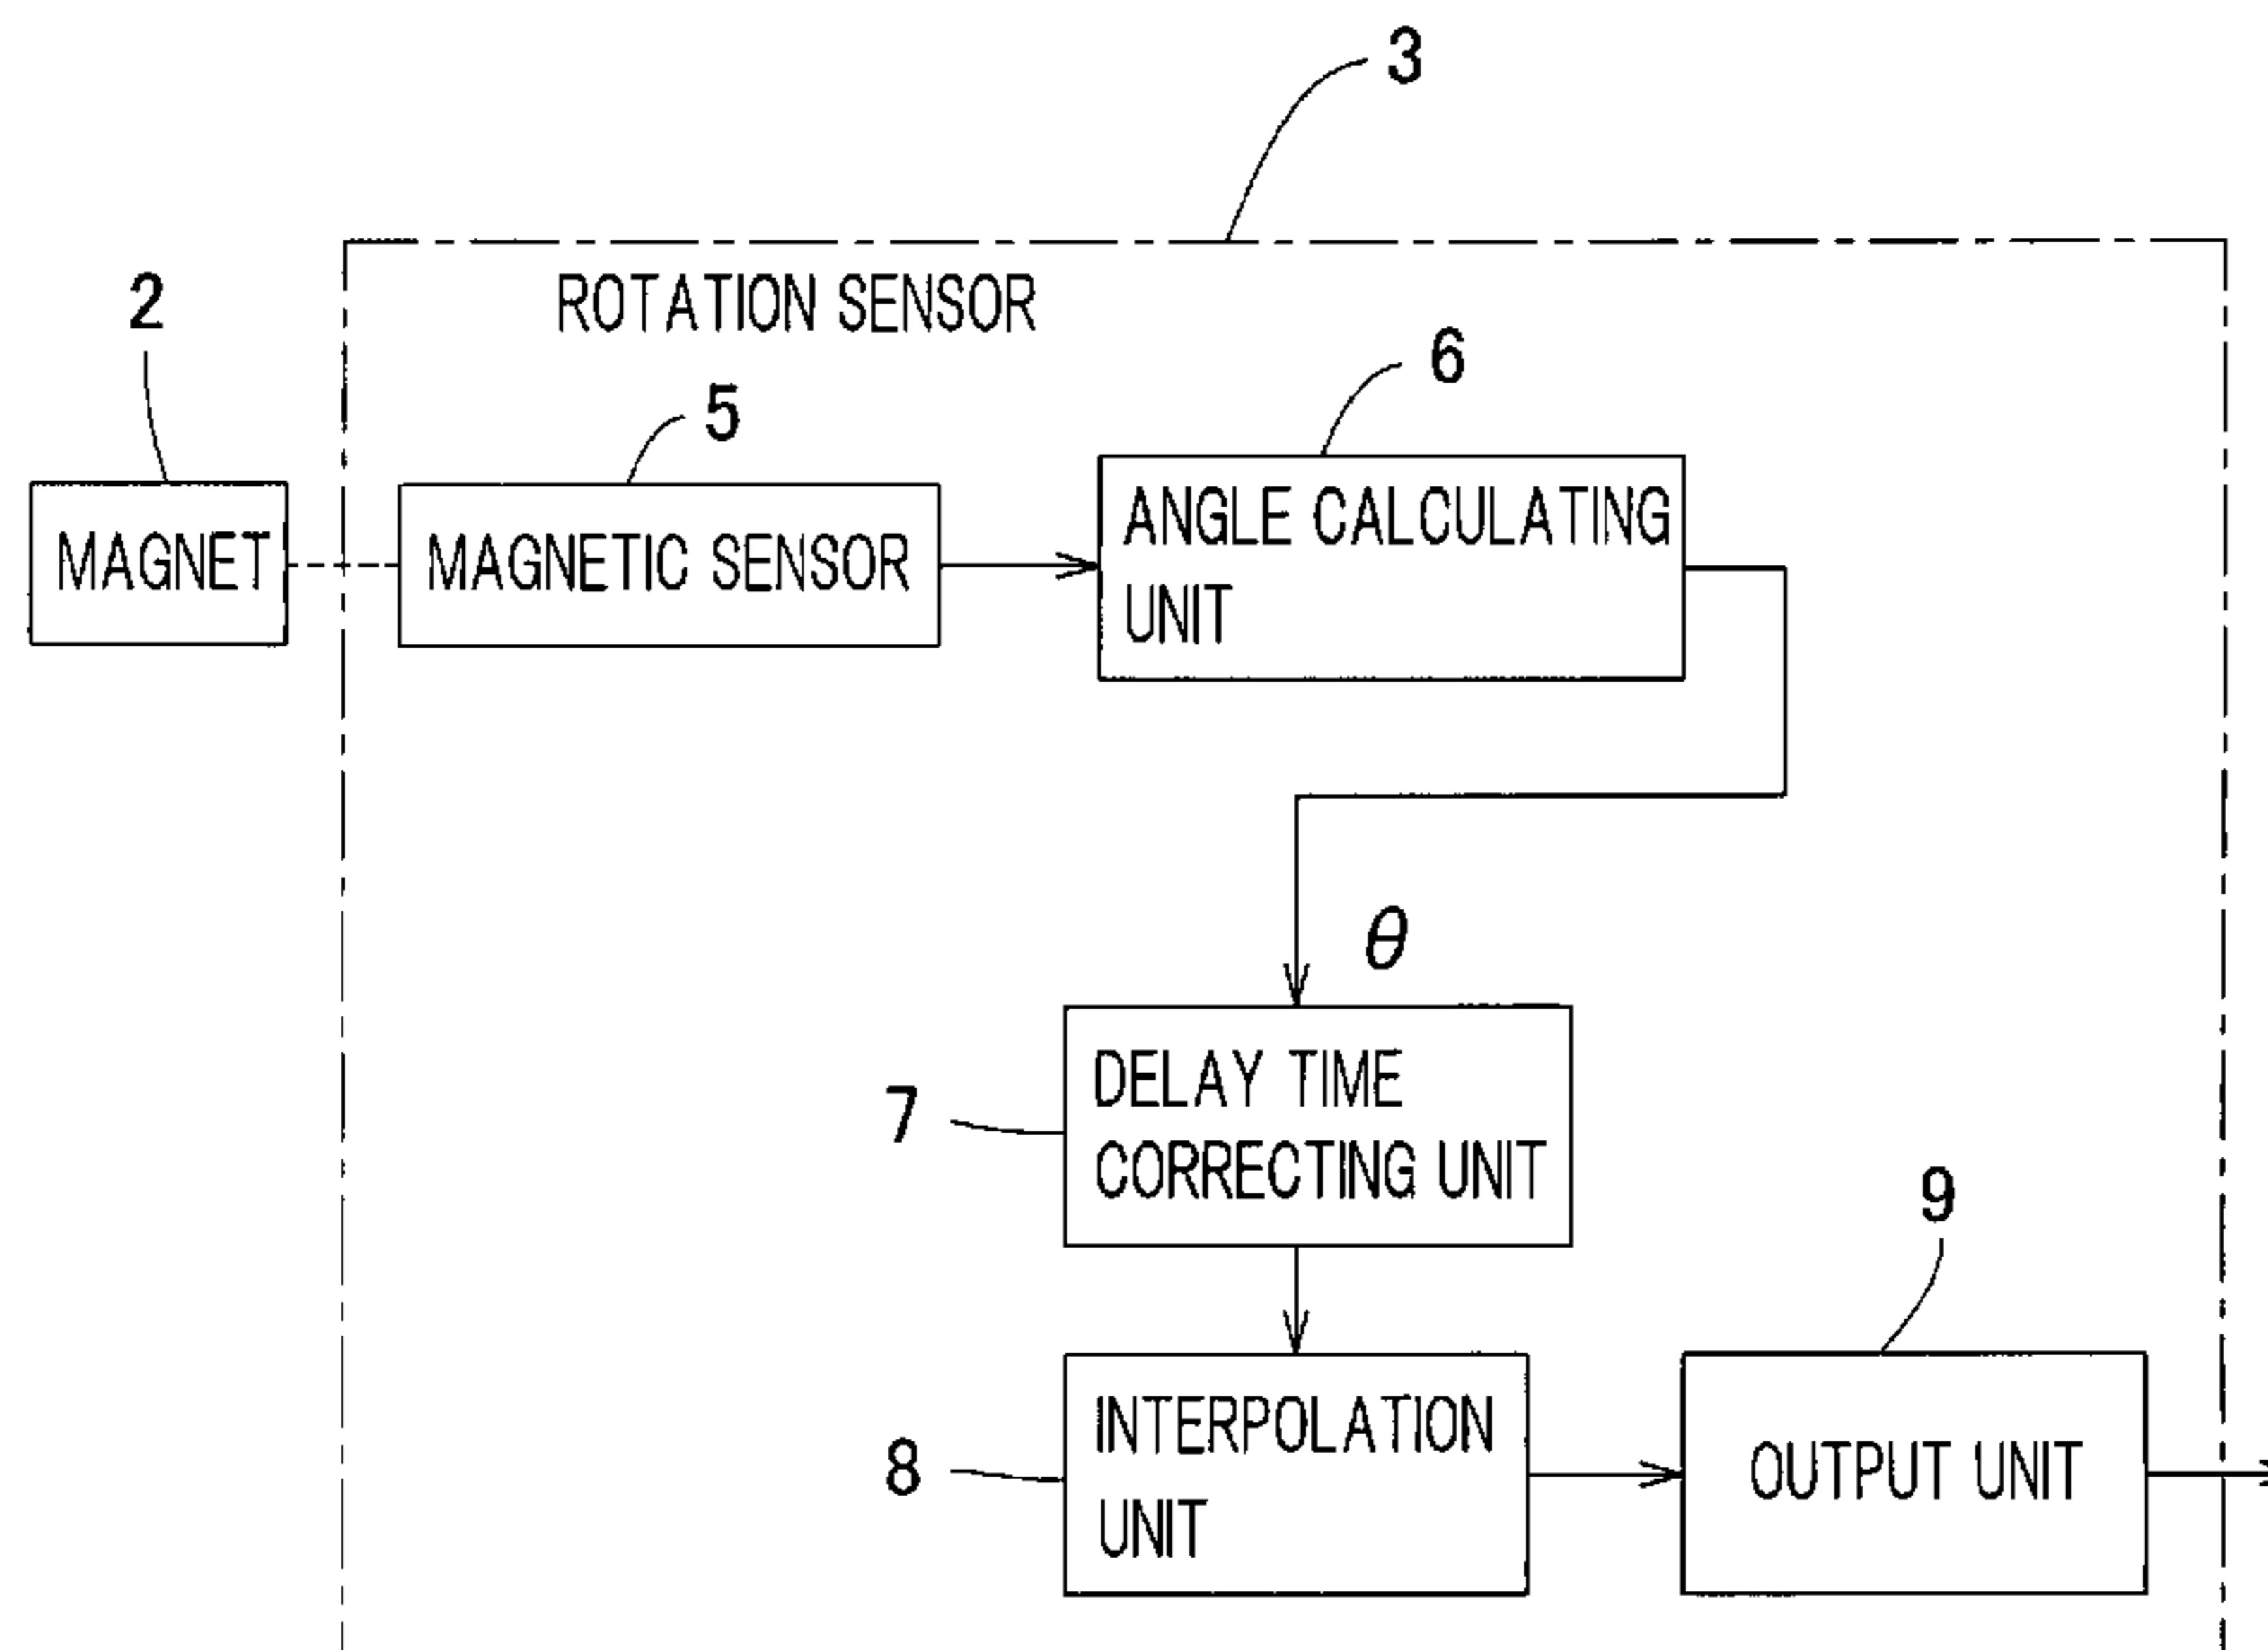 3
ROTATION SENSOR
2
5
6
MAGNET
MAGNETIC SENSOR
ANGLE CALCULATING
UNIT
θ
7
DELAY TIME
CORRECTING UNIT
9
8
INTERPOLATION
UNIT
OUTPUT UNIT